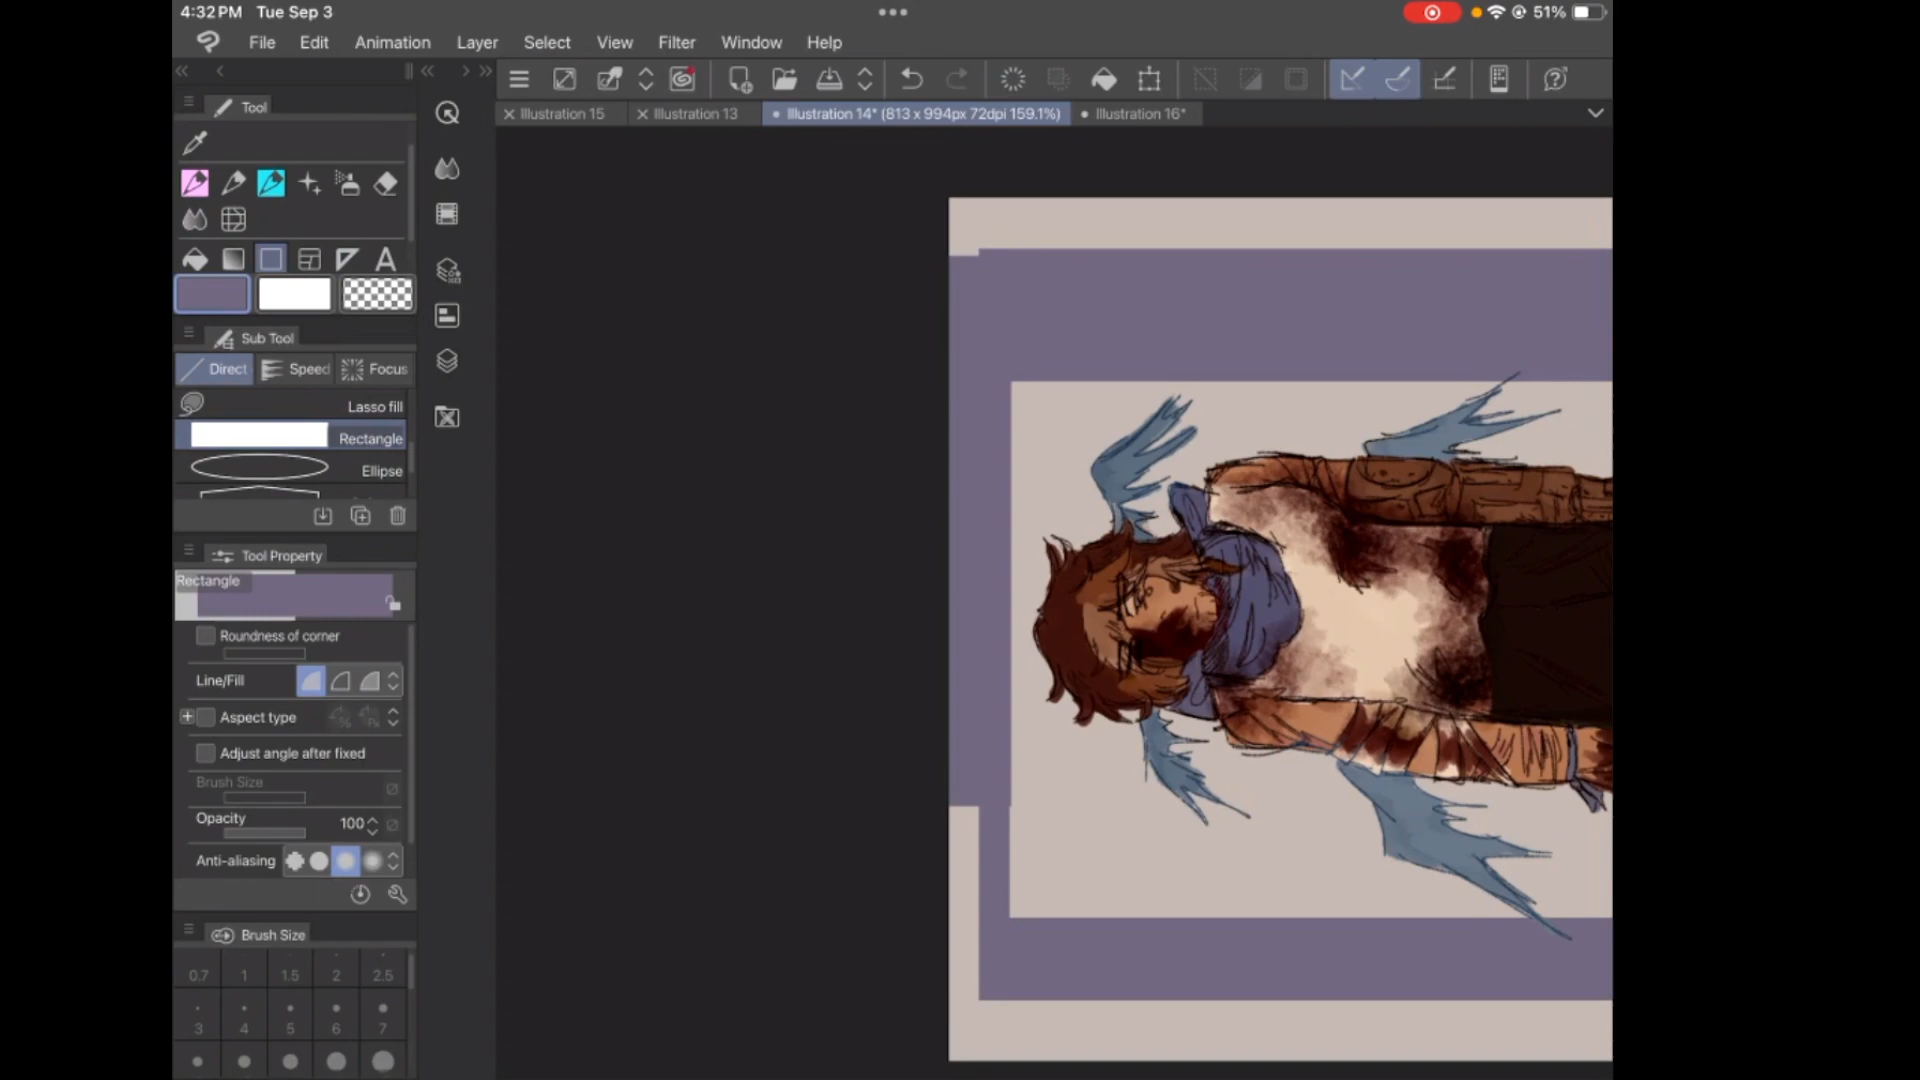 4:32 PM Tue Sep 3
51%
File Edit Animation Layer Select View Filter Window Help
Tool
Illustration 15 Illustration 13 Illustration 14* (813 x 994px 72dpi 159.1%) Illustration 16*
A
Sub Tool
Direct Speed Focus
Lasso fill
Rectangle
Ellipse
Tool Property
Rectangle
Roundness of corner
Line/Fill
Aspect type
Adjust angle after fixed
Brush Size
Opacity 100
Anti-aliasing
Brush Size
0.7 1 1.5 2 2.5
3 4 5 6 7